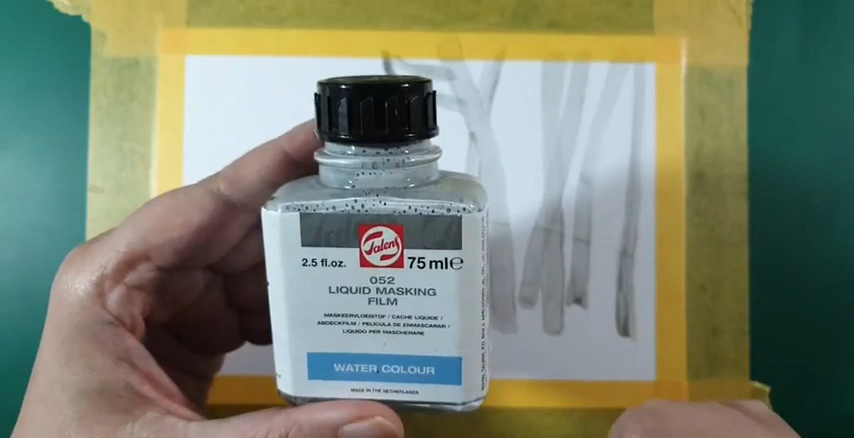 Talens
2.5 fl.oz. 75 ml e
052
LIQUID MASKING
FILM
MASKEERVLOEISTOF / CACHE LIQUIDE /
ABDECKFILM / PELÍCULA DE ENMASCARAR /
LIQUIDO PER MASCHERARE
WATER COLOUR
MADE IN THE NETHERLANDS